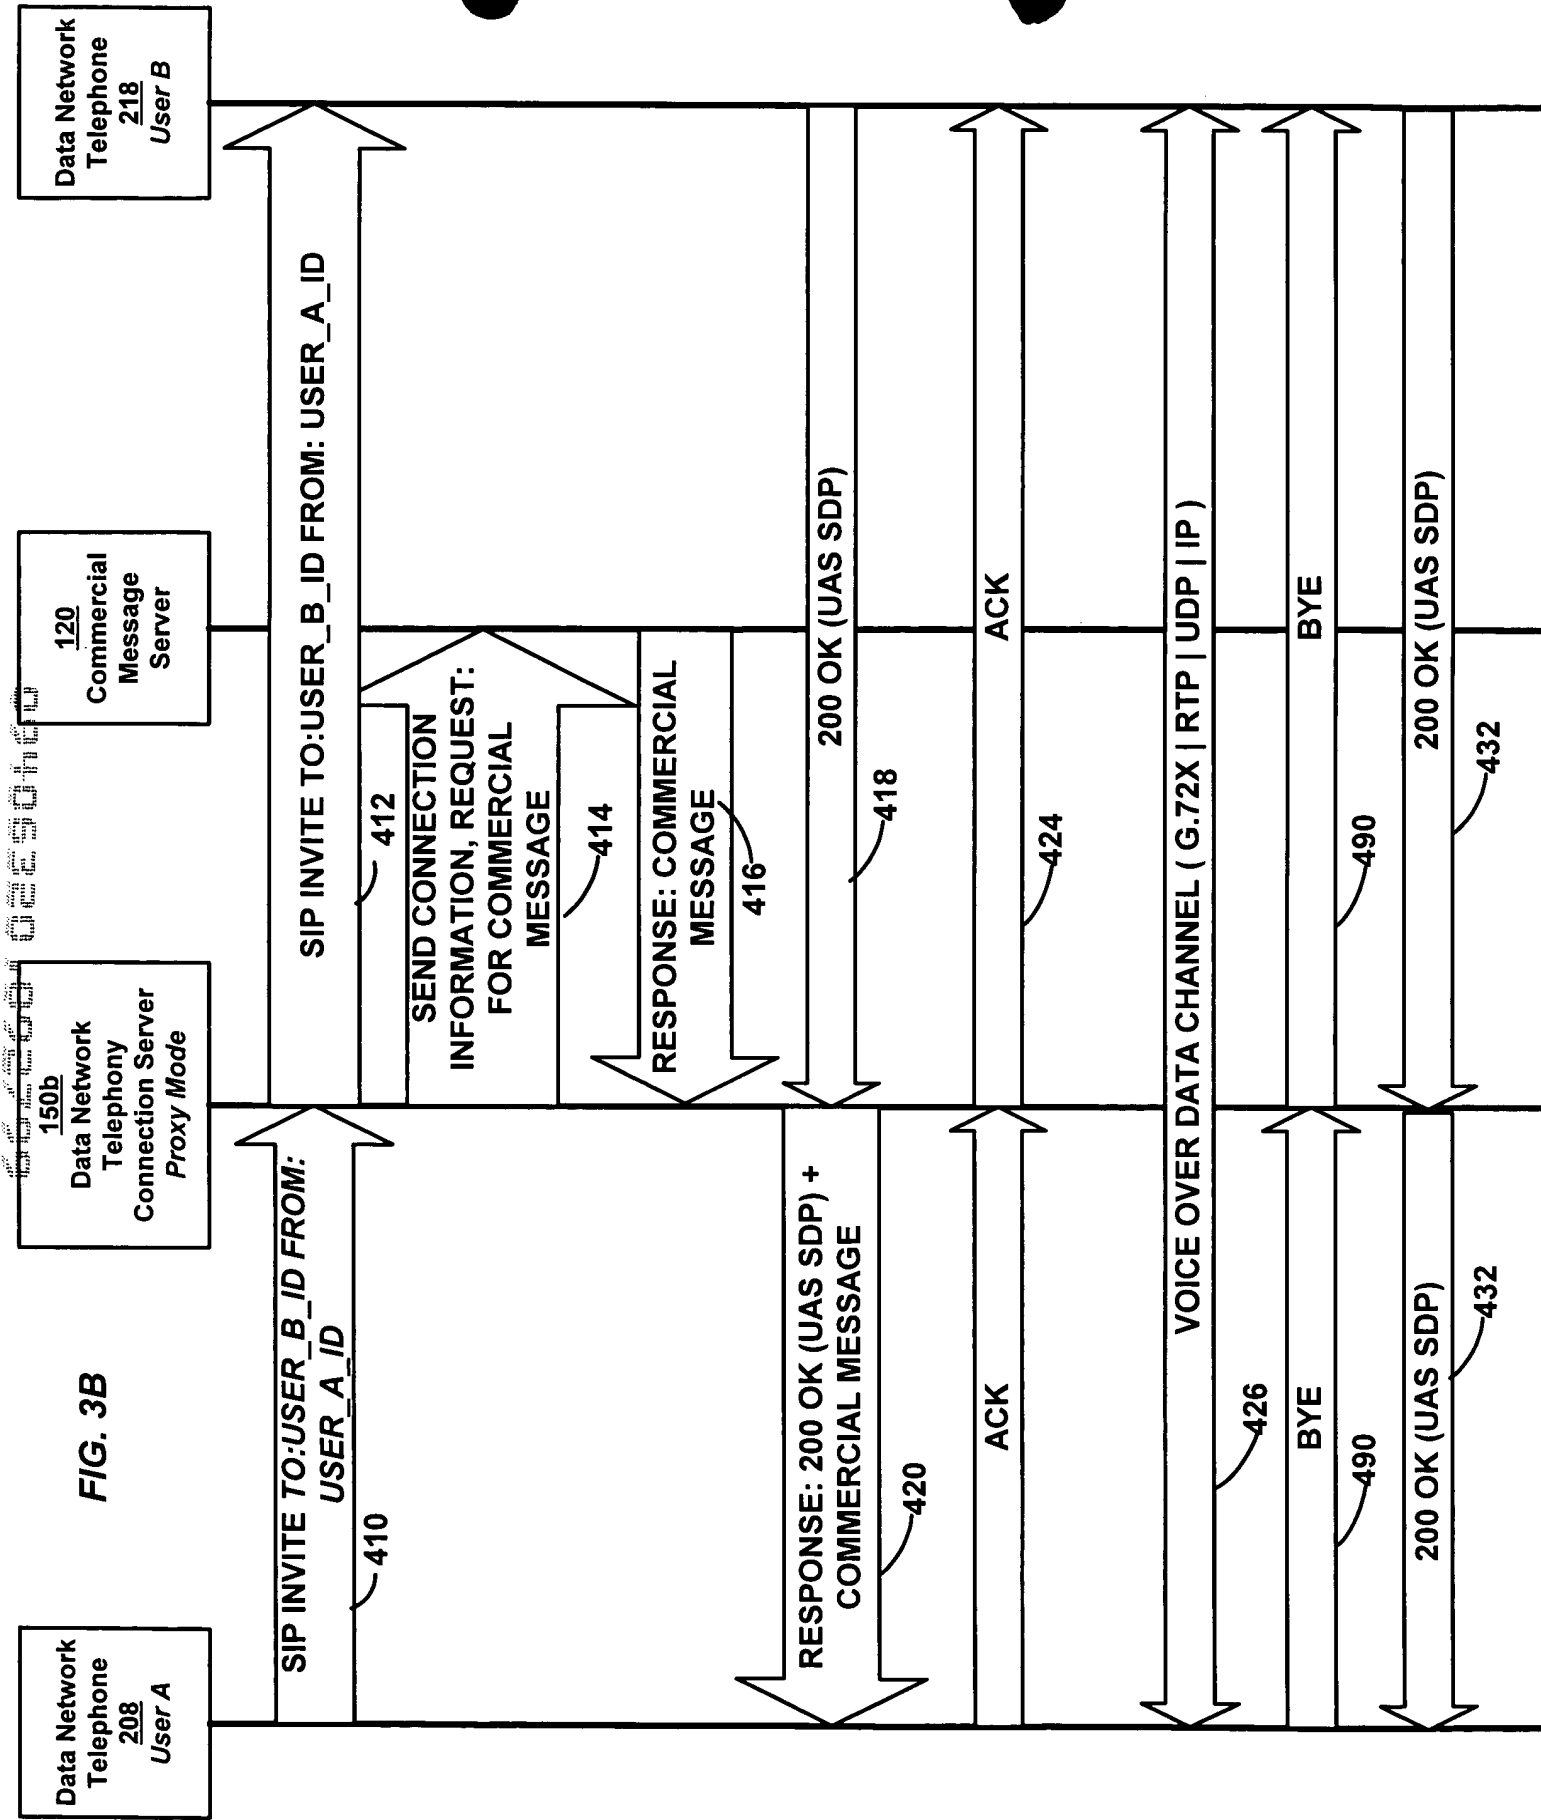 FIG. 3B
Data Network
Telephone
208
User A
150b
Data Network
Telephony
Connection Server
Proxy Mode
120
Commercial
Message
Server
Data Network
Telephone
218
User B
SIP INVITE TO:USER_B_ID FROM:
USER_A_ID
410
SIP INVITE TO:USER_B_ID FROM: USER_A_ID
412
SEND CONNECTION
INFORMATION, REQUEST:
FOR COMMERCIAL
MESSAGE
414
RESPONSE: COMMERCIAL
MESSAGE
416
200 OK (UAS SDP)
418
RESPONSE: 200 OK (UAS SDP) +
COMMERCIAL MESSAGE
420
ACK
ACK
424
VOICE OVER DATA CHANNEL ( G.72X | RTP | UDP | IP )
426
BYE
490
BYE
490
200 OK (UAS SDP)
432
200 OK (UAS SDP)
432